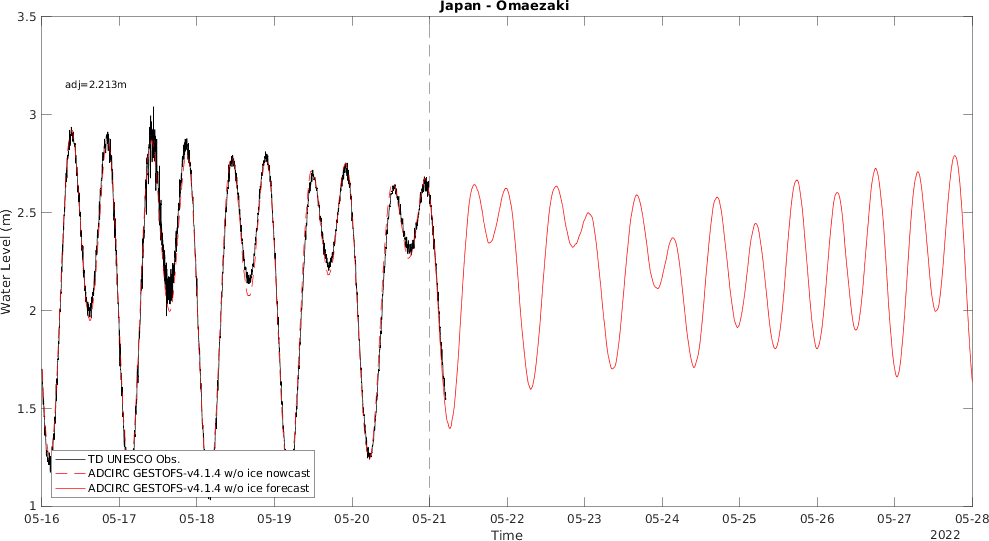 Japan - Omaezaki
3.5
adj=2.213m
3
2.5
Water Level (m)
2
1.5
TD UNESCO Obs.
ADCIRC GESTOFS-v4.1.4 w/o ice nowcast
ADCIRC GESTOFS-v4.1.4 w/o ice forecast
1
05-16 05-17 05-18 05-19 05-20 05-21 05-22 05-23 05-24 05-25 05-26 05-27 05-28
Time
2022